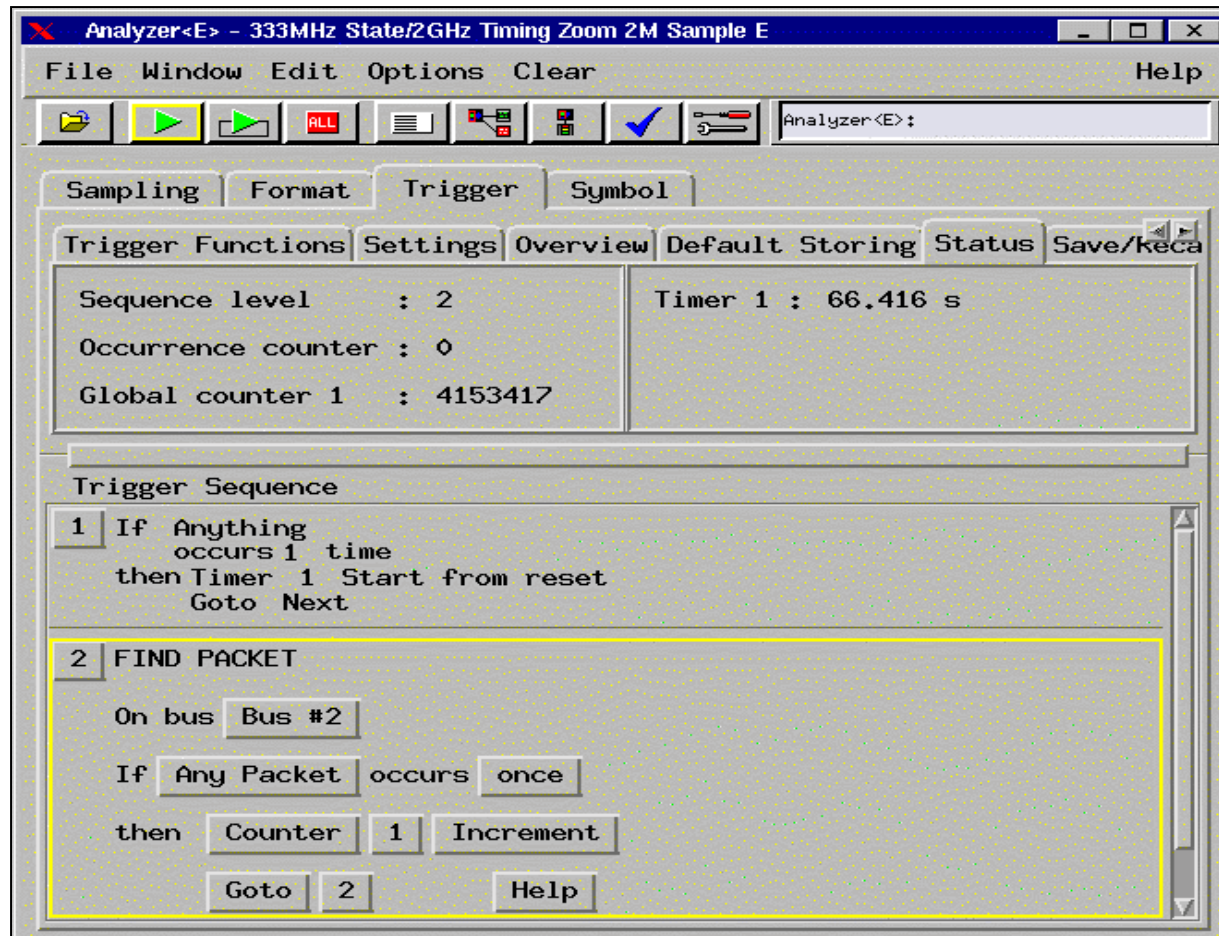 Analyzer<E> - 333MHz State/2GHz Timing Zoom 2M Sample E
File Window Edit Options Clear Help
ALL Analyzer<E>:
Sampling Format Trigger Symbol
Trigger Functions Settings Overview Default Storing Status Save/Reca
Sequence level : 2
Occurrence counter : 0
Global counter 1 : 4153417
Timer 1 : 66.416 s
Trigger Sequence
1 If Anything
occurs 1 time
then Timer 1 Start from reset
Goto Next
2 FIND PACKET
On bus Bus #2
If Any Packet occurs once
then Counter 1 Increment
Goto 2 Help